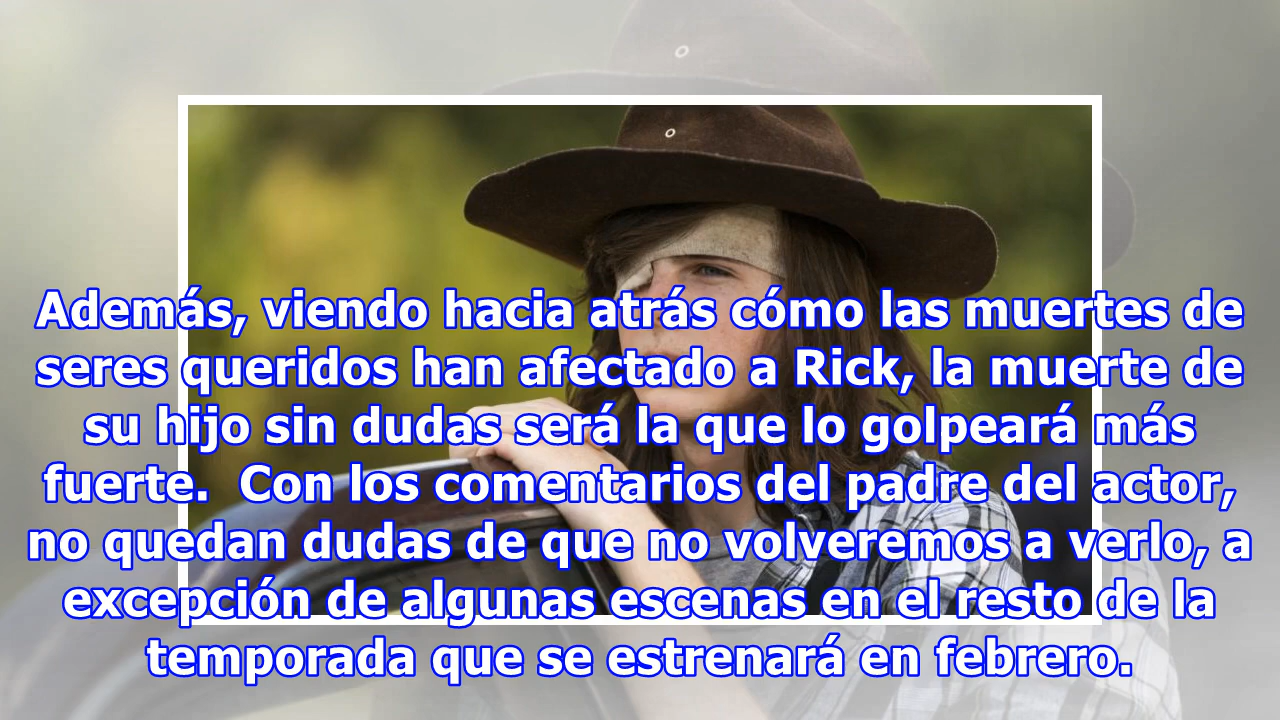 Además, viendo hacia atrás cómo las muertes de
seres queridos han afectado a Rick, la muerte de
su hijo sin dudas será la que lo golpeará más
fuerte.  Con los comentarios del padre del actor,
no quedan dudas de que no volveremos a verlo, a
excepción de algunas escenas en el resto de la
temporada que se estrenará en febrero.